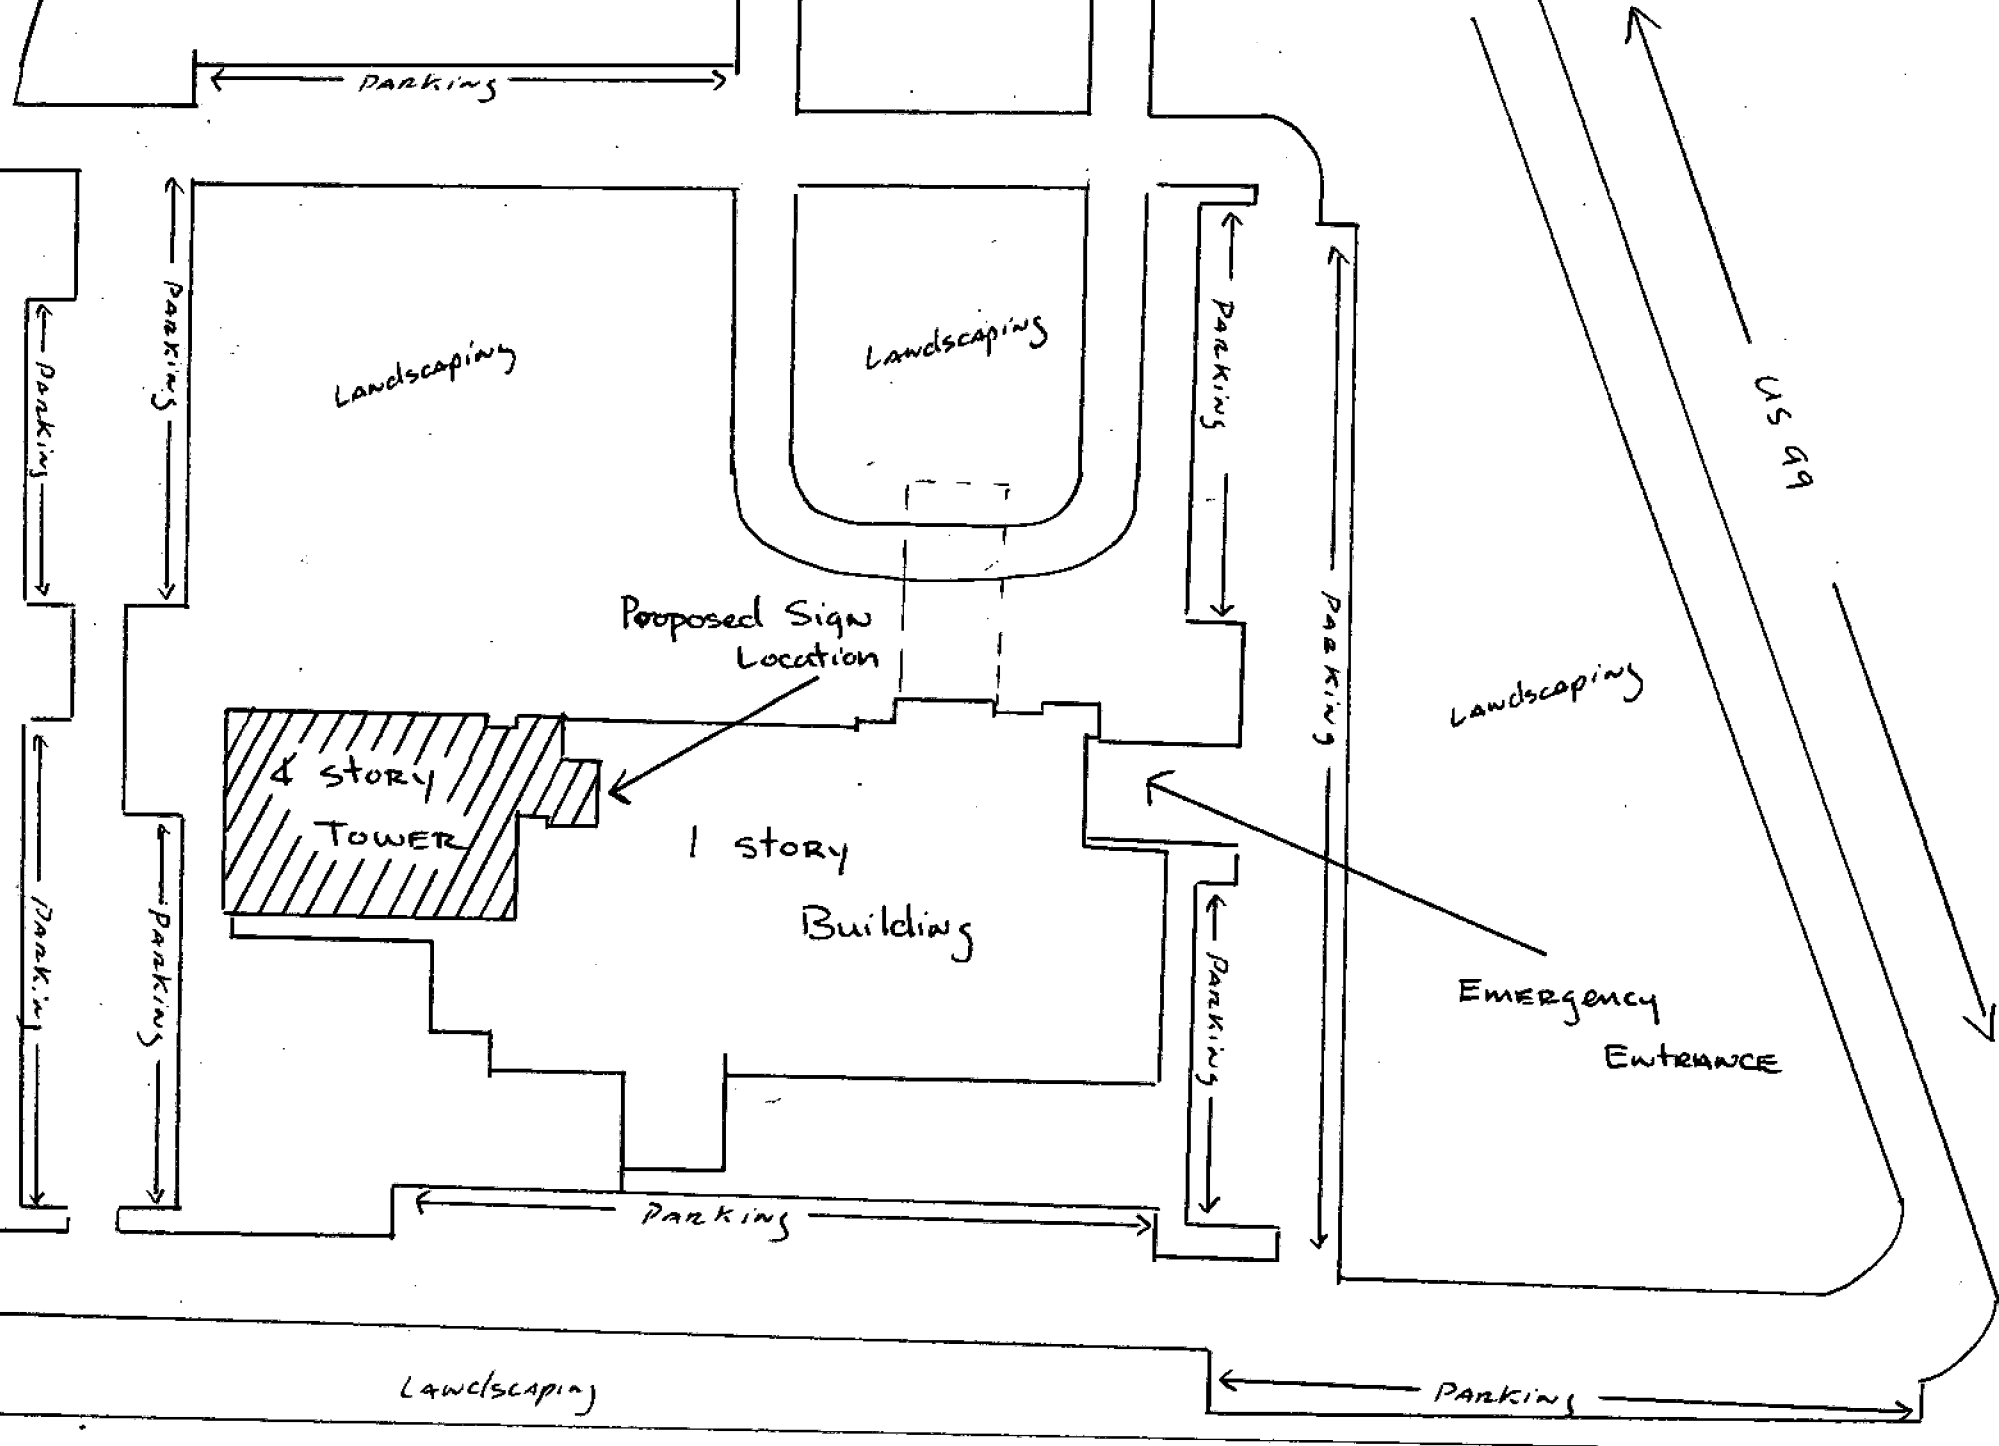 Parking
Parking
Parking
Parking
Parking
Landscaping
Landscaping
US 99
Parking
Proposed Sign
Location
Landscaping
4 Story
Tower
1 Story
Building
Parking
Parking
Parking
Emergency
Entrance
Parking
Landscaping
Parking